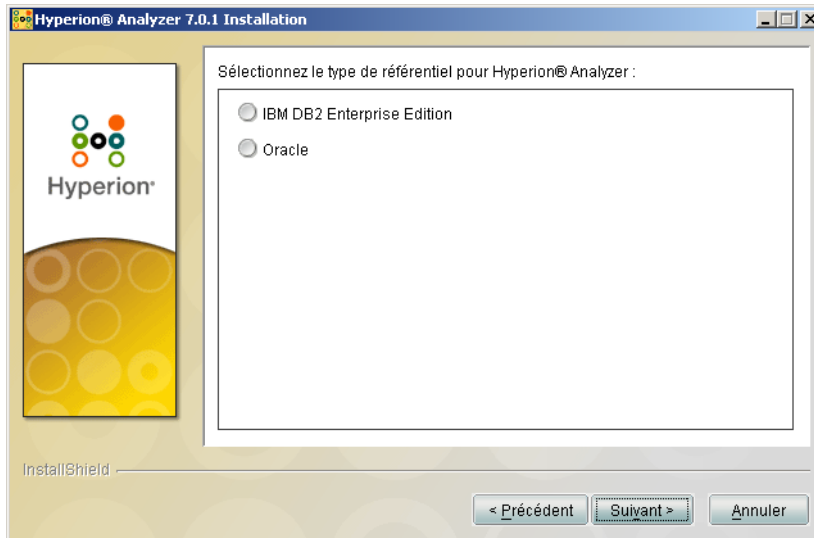 Hyperion® Analyzer 7.0.1 Installation
Sélectionnez le type de référentiel pour Hyperion® Analyzer :
IBM DB2 Enterprise Edition
Oracle
Hyperion®
InstallShield
< Précédent
Suivant >
Annuler